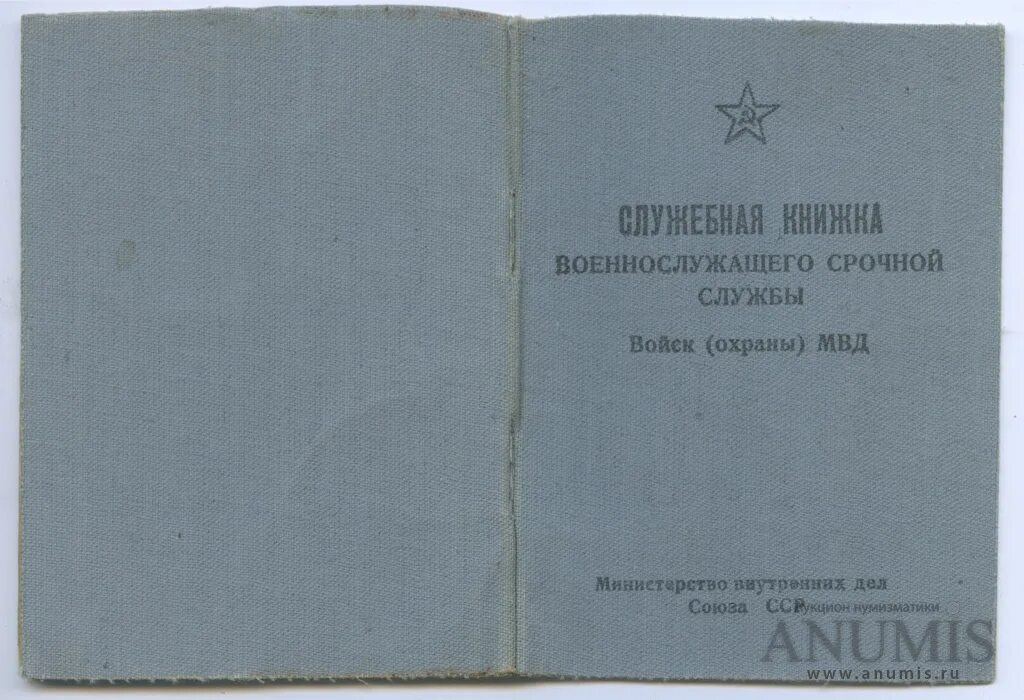 СЛУЖЕБНАЯ КНИЖКА
ВОЕННОСЛУЖАЩЕГО СРОЧНОЙ
СЛУЖБЫ
Войск (охраны) МВД
Министерство внутренних дел
Союза ССР
аукцион нумизматики
ANUMIS
www.anumis.ru